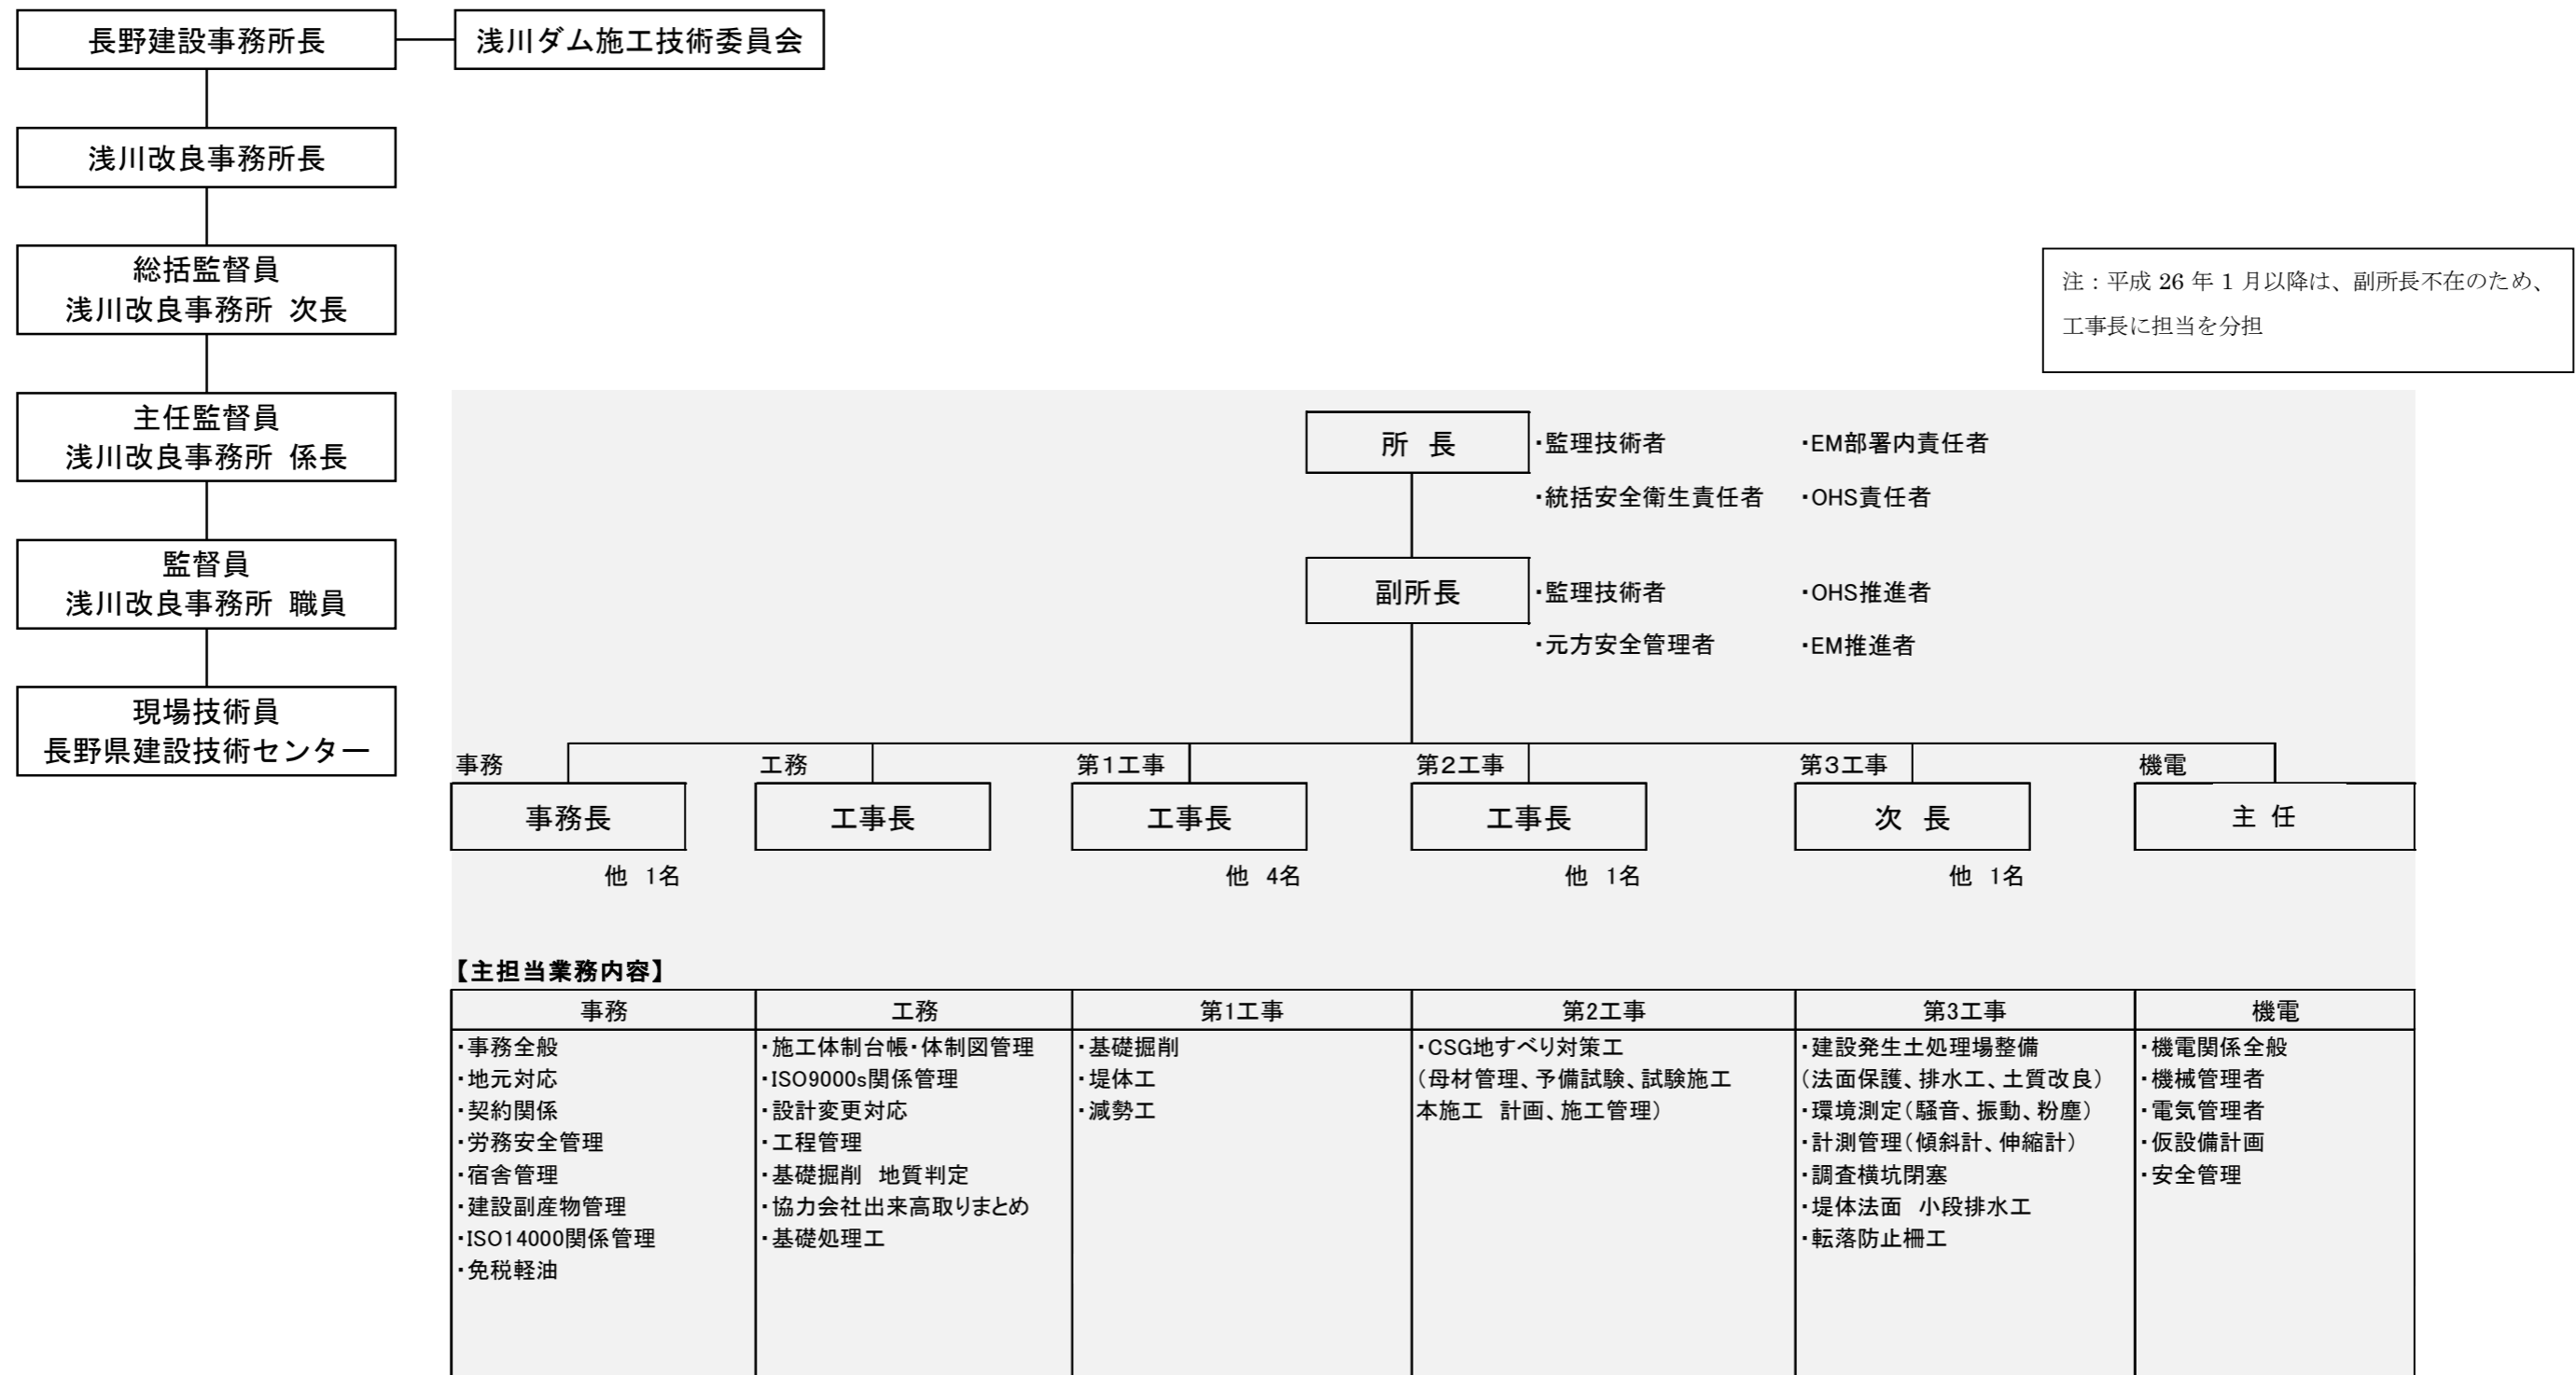 長野建設事務所長
浅川ダム施工技術委員会
浅川改良事務所長
総括監督員
浅川改良事務所 次長
主任監督員
浅川改良事務所 係長
監督員
浅川改良事務所 職員
現場技術員
長野県建設技術センター
注：平成 26 年 1 月以降は、副所長不在のため、
工事長に担当を分担
所 長
・監理技術者 ・EM部署内責任者
・統括安全衛生責任者 ・OHS責任者
副所長
・監理技術者 ・OHS推進者
・元方安全管理者 ・EM推進者
事務 工務 第1工事 第2工事 第3工事 機電
事務長 工事長 工事長 工事長 次 長 主 任
他 1名 他 4名 他 1名 他 1名
【主担当業務内容】
事務 工務 第1工事 第2工事 第3工事 機電
・事務全般
・地元対応
・契約関係
・労務安全管理
・宿舎管理
・建設副産物管理
・ISO14000関係管理
・免税軽油
・施工体制台帳・体制図管理
・ISO9000s関係管理
・設計変更対応
・工程管理
・基礎掘削 地質判定
・協力会社出来高取りまとめ
・基礎処理工
・基礎掘削
・堤体工
・減勢工
・CSG地すべり対策工
（母材管理、予備試験、試験施工
本施工 計画、施工管理）
・建設発生土処理場整備
（法面保護、排水工、土質改良）
・環境測定（騒音、振動、粉塵）
・計測管理（傾斜計、伸縮計）
・調査横坑閉塞
・堤体法面 小段排水工
・転落防止柵工
・機電関係全般
・機械管理者
・電気管理者
・仮設備計画
・安全管理